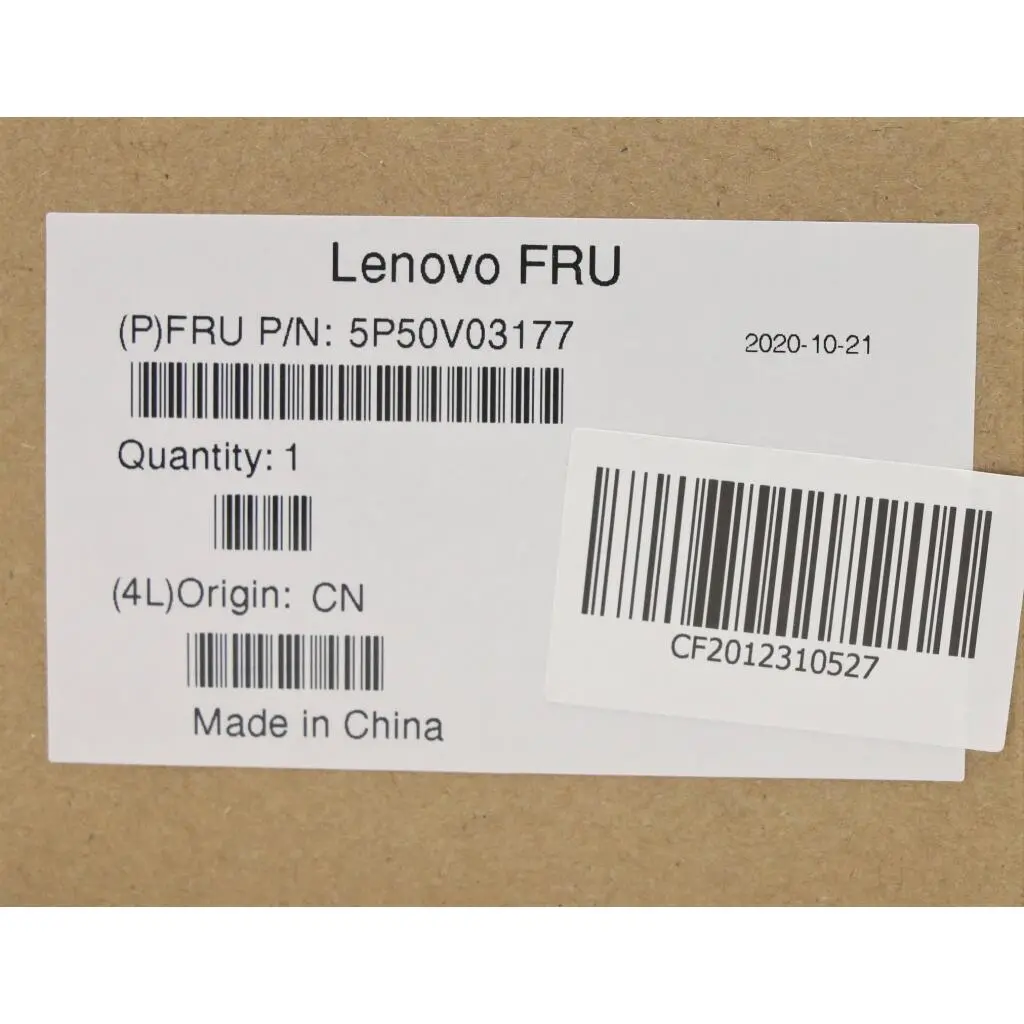 Lenovo FRU
(P)FRU P/N: 5P50V03177
2020-10-21
Quantity: 1
(4L)Origin: CN
CF2012310527
Made in China